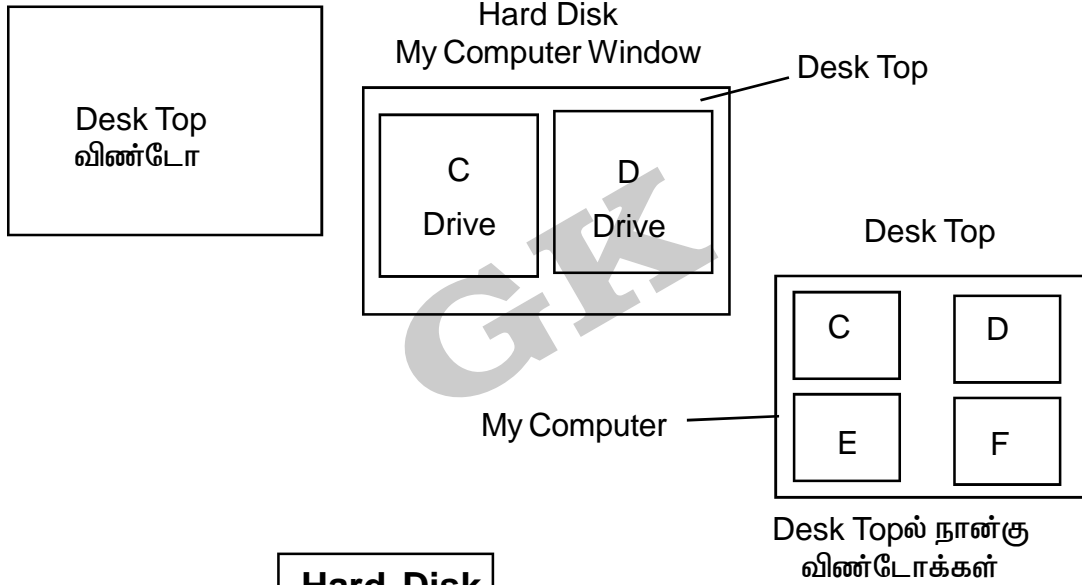 Desk Top
விண்டோ
Hard Disk
My Computer Window
Desk Top
C
Drive
D
Drive
GK
Desk Top
C
D
E
F
My Computer
Desk Topல் நான்கு
விண்டோக்கள்
Hard Disk